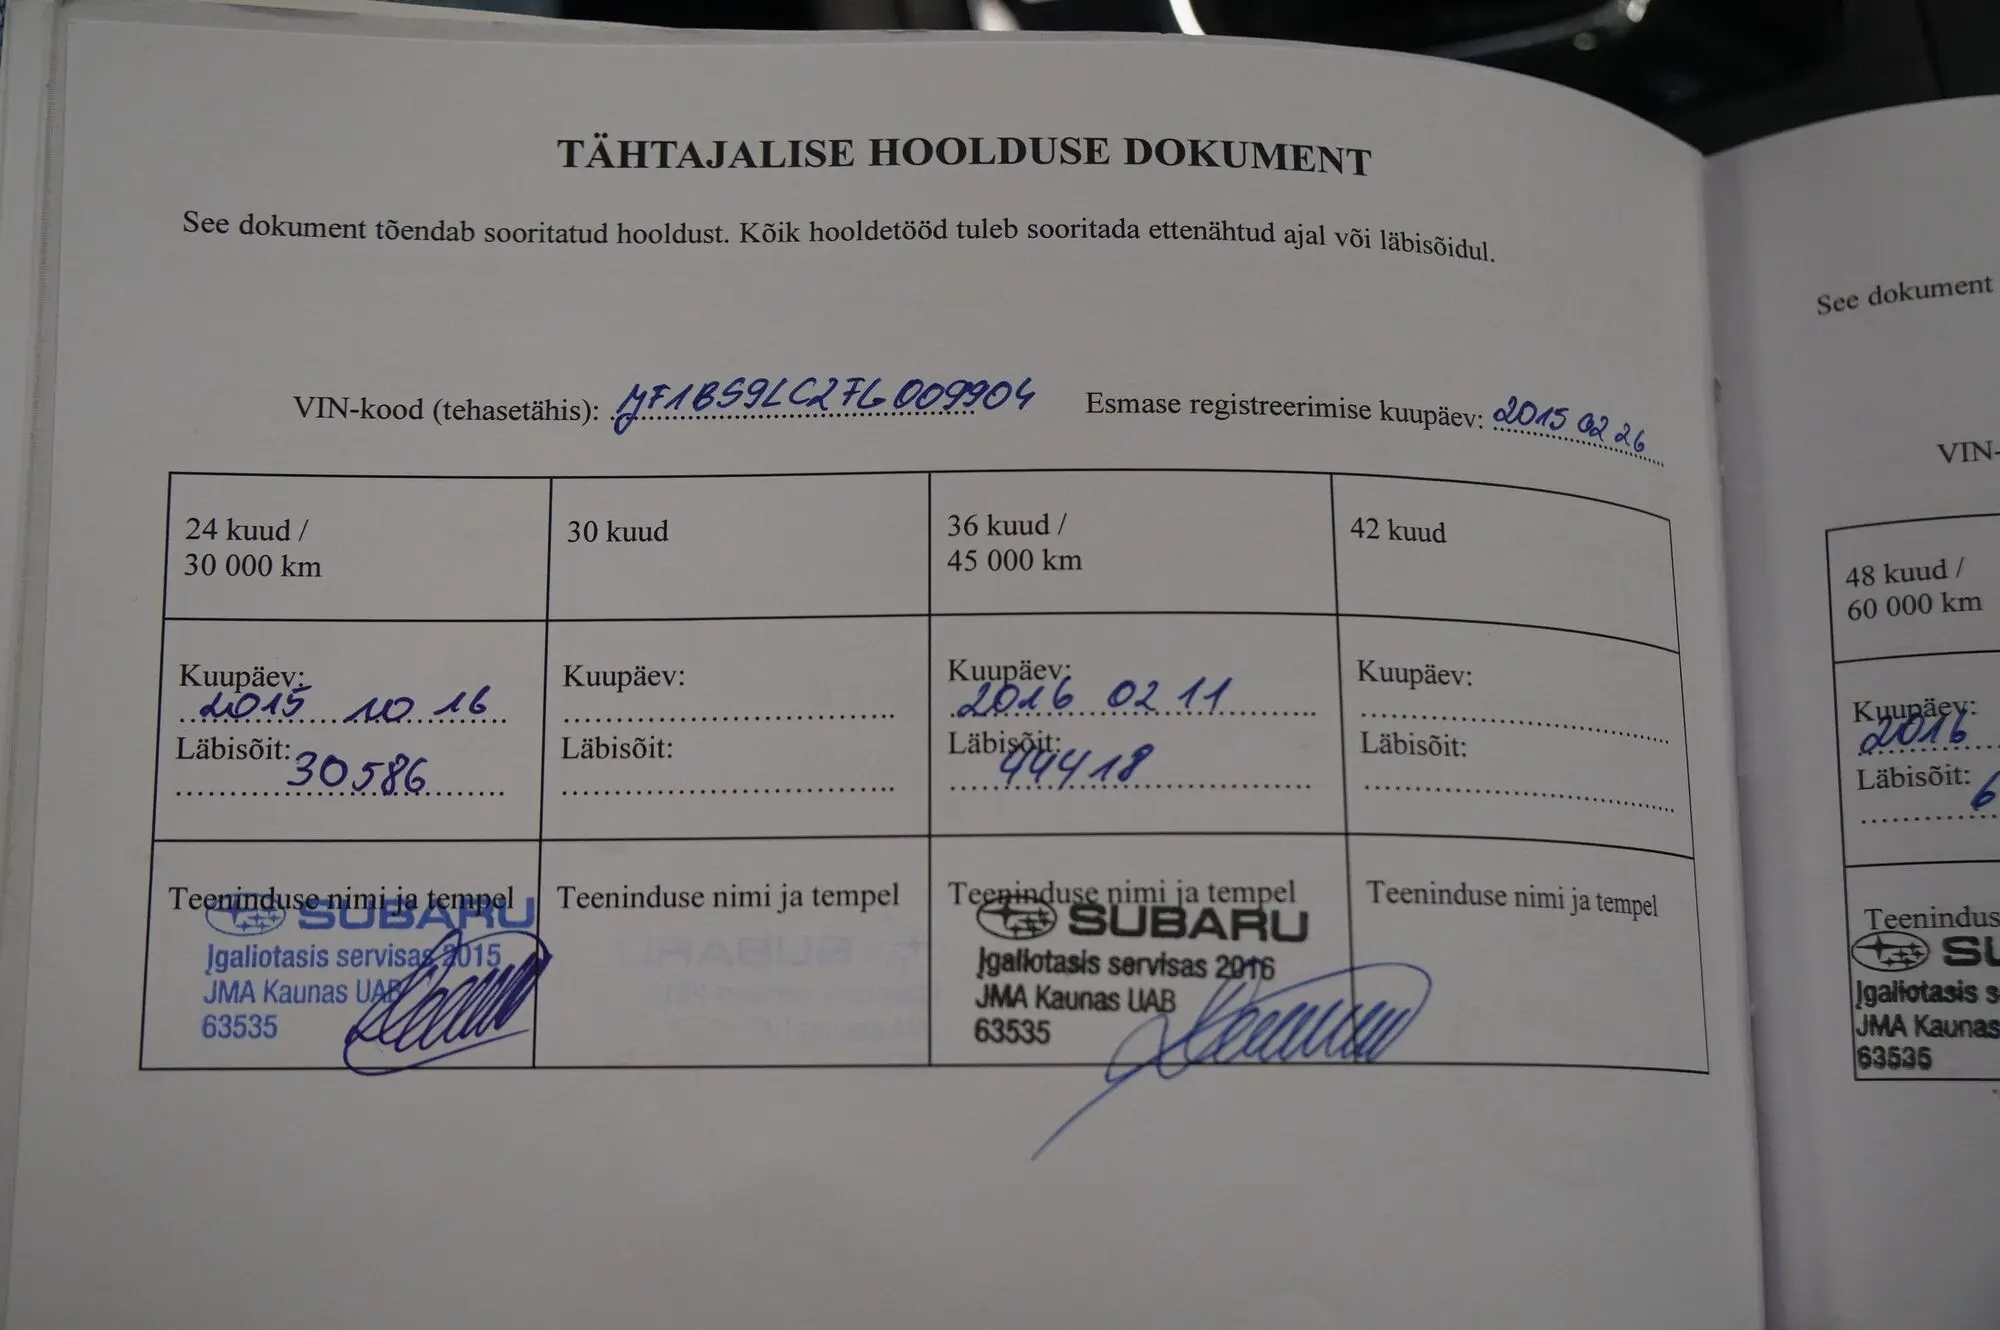 TÄHTAJALISE HOOLDUSE DOKUMENT
See dokument tõendab sooritatud hooldust. Kõik hooldetööd tuleb sooritada ettenähtud ajal või läbisõidul.
VIN-kood (tehasetähis): JF1BS9LC2FG009904 Esmase registreerimise kuupäev: 2015 02 26
24 kuud /
30 000 km
30 kuud
36 kuud /
45 000 km
42 kuud
Kuupäev:
2015 10 16
Läbisõit:
30586
Kuupäev:
Läbisõit:
Kuupäev:
2016 02 11
Läbisõit:
44418
Kuupäev:
Läbisõit:
Teeninduse nimi ja tempel
SUBARU
Įgaliotasis servisas 2015
JMA Kaunas UAB
63535
Teeninduse nimi ja tempel
Teeninduse nimi ja tempel
SUBARU
Įgaliotasis servisas 2016
JMA Kaunas UAB
63535
Teeninduse nimi ja tempel
See dokument
VIN-
48 kuud /
60 000 km
Kuupäev:
2016
Läbisõit:
6
Teenindus
SU
Įgaliotasis s
JMA Kaunas
63535